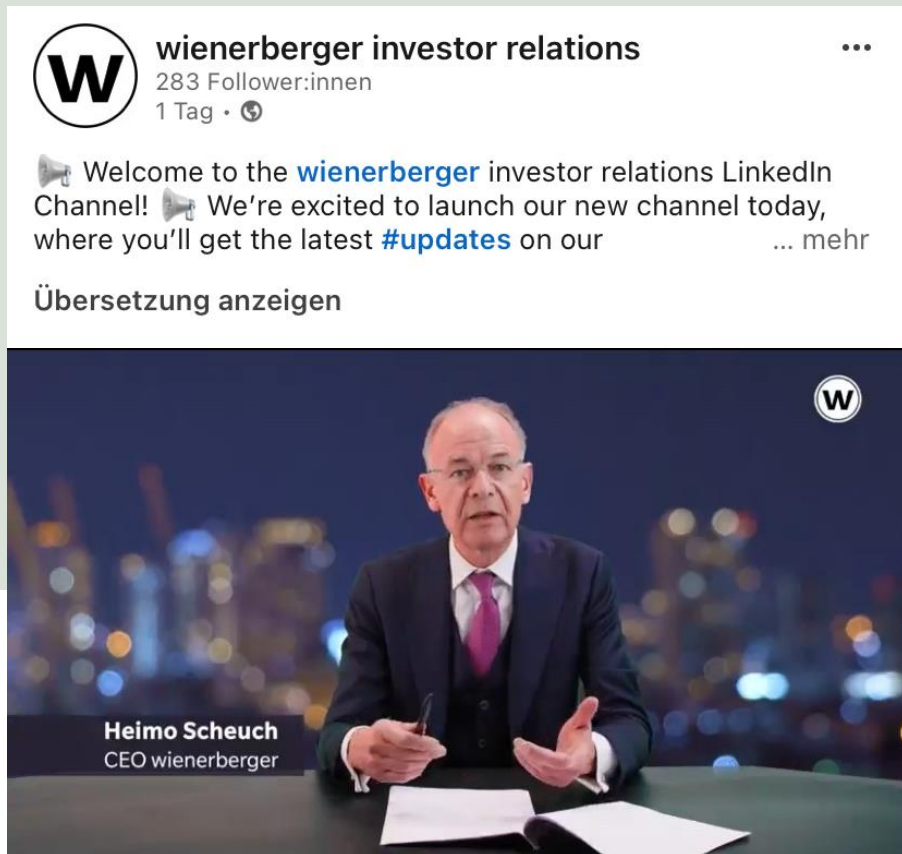 W
wienerberger investor relations
283 Follower:innen
1 Tag •
Welcome to the wienerberger investor relations LinkedIn
Channel! We’re excited to launch our new channel today,
where you’ll get the latest #updates on our ... mehr
Übersetzung anzeigen
W
Heimo Scheuch
CEO wienerberger